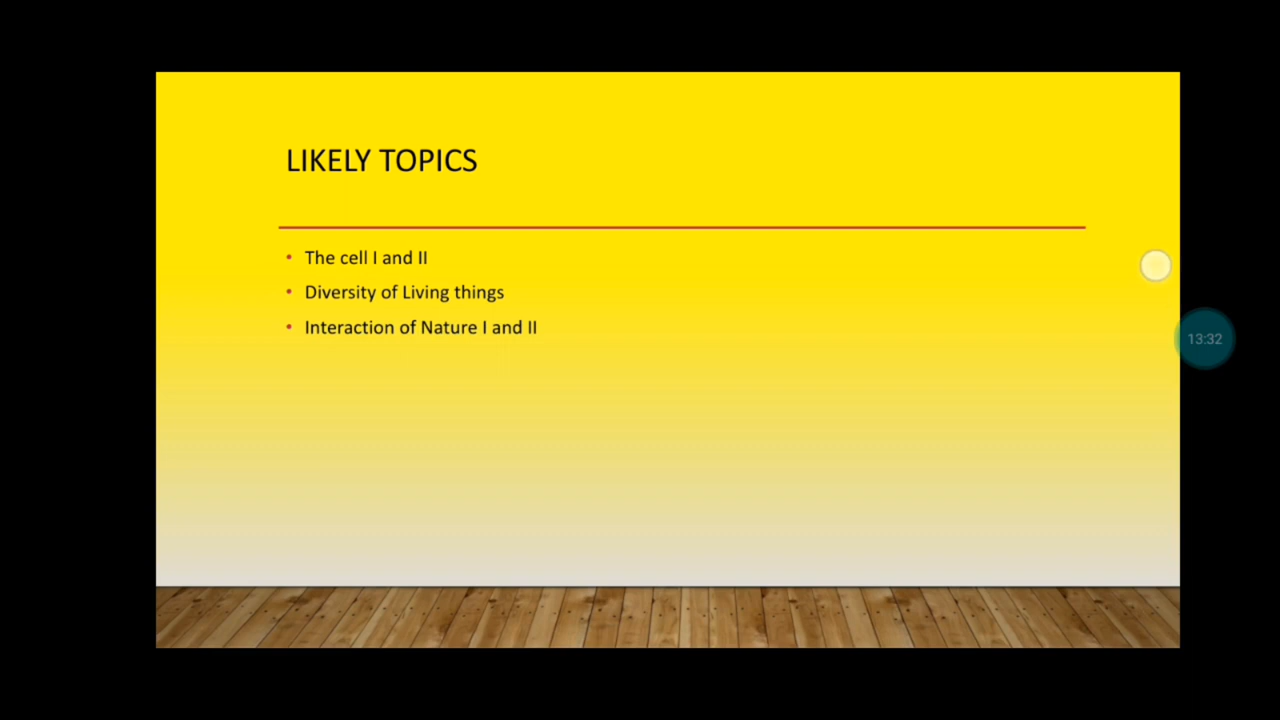 LIKELY TOPICS
• The cell I and II
• Diversity of Living things
• Interaction of Nature I and II
13:32